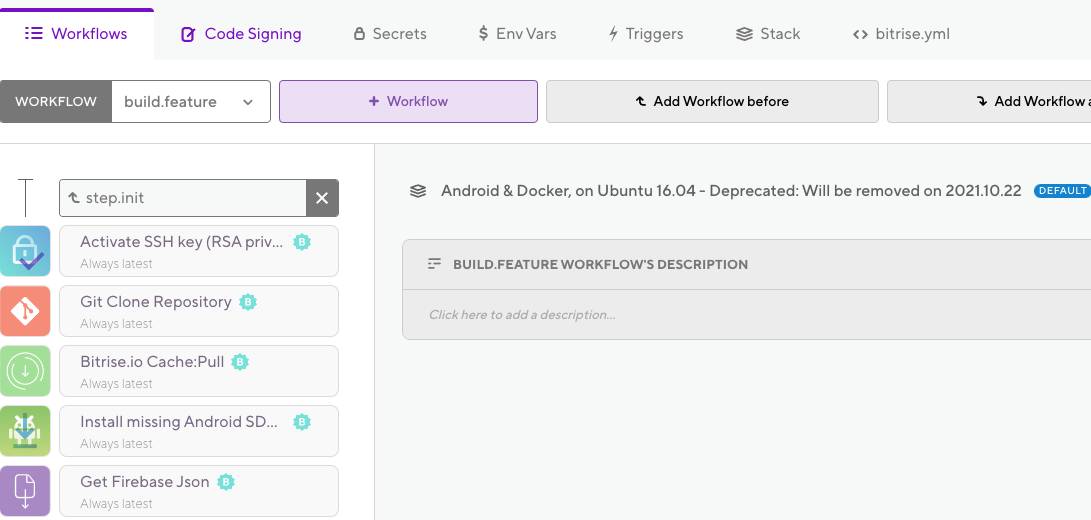 Workflows Code Signing Secrets $ Env Vars Triggers Stack <> bitrise.yml
WORKFLOW build.feature + Workflow Add Workflow before Add Workflow a
step.init
Activate SSH key (RSA priv... B
Always latest
Git Clone Repository B
Always latest
Bitrise.io Cache:Pull B
Always latest
Install missing Android SD... B
Always latest
Get Firebase Json B
Always latest
Android & Docker, on Ubuntu 16.04 - Deprecated: Will be removed on 2021.10.22 DEFAULT
BUILD.FEATURE WORKFLOW'S DESCRIPTION
Click here to add a description...